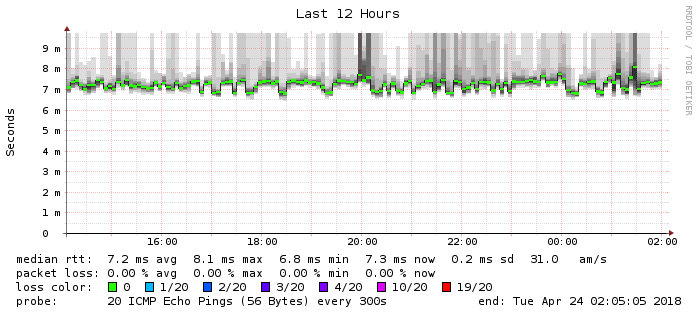 Last 12 Hours
RRDTOOL / TOBI OETIKER
Seconds
9 m
8 m
7 m
6 m
5 m
4 m
3 m
2 m
1 m
0
16:00 18:00 20:00 22:00 00:00 02:00
median rtt: 7.2 ms avg 8.1 ms max 6.8 ms min 7.3 ms now 0.2 ms sd 31.0 am/s
packet loss: 0.00 % avg 0.00 % max 0.00 % min 0.00 % now
loss color: 0 1/20 2/20 3/20 4/20 10/20 19/20
probe: 20 ICMP Echo Pings (56 Bytes) every 300s end: Tue Apr 24 02:05:05 2018